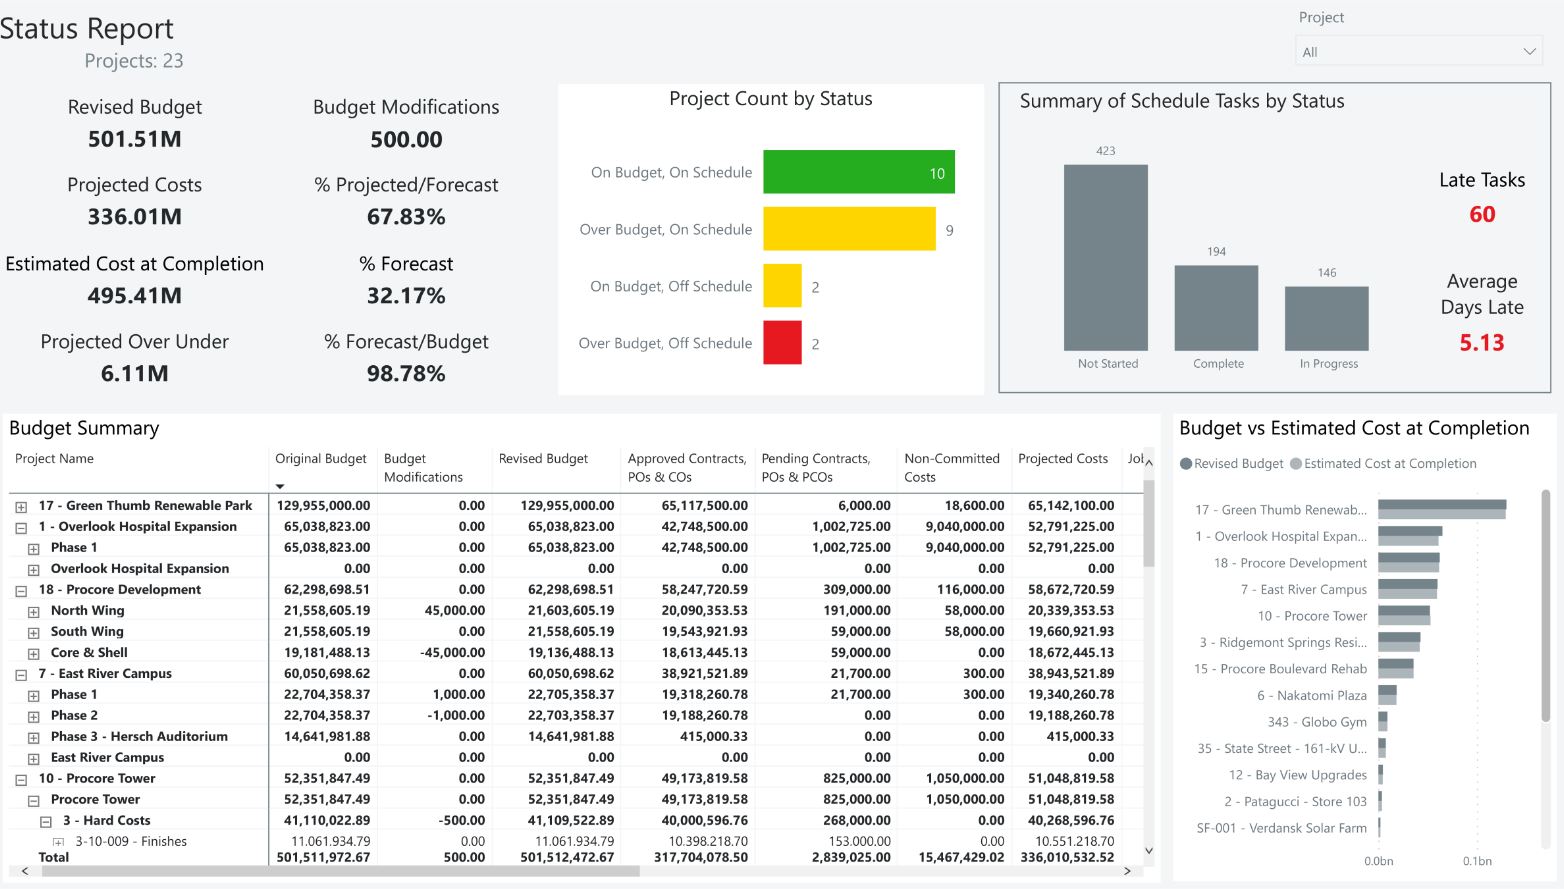 Status Report
Projects: 23
Project
All
Revised Budget
501.51M
Budget Modifications
500.00
Projected Costs
336.01M
% Projected/Forecast
67.83%
Estimated Cost at Completion
495.41M
% Forecast
32.17%
Projected Over Under
6.11M
% Forecast/Budget
98.78%
Project Count by Status
On Budget, On Schedule 10
Over Budget, On Schedule 9
On Budget, Off Schedule 2
Over Budget, Off Schedule 2
Summary of Schedule Tasks by Status
423
194
146
Not Started Complete In Progress
Late Tasks
60
Average
Days Late
5.13
Budget Summary
Project Name Original Budget Budget Modifications Revised Budget Approved Contracts, POs & COs Pending Contracts, POs & PCOs Non-Committed Costs Projected Costs Jol
17 - Green Thumb Renewable Park 129,955,000.00 0.00 129,955,000.00 65,117,500.00 6,000.00 18,600.00 65,142,100.00
1 - Overlook Hospital Expansion 65,038,823.00 0.00 65,038,823.00 42,748,500.00 1,002,725.00 9,040,000.00 52,791,225.00
Phase 1 65,038,823.00 0.00 65,038,823.00 42,748,500.00 1,002,725.00 9,040,000.00 52,791,225.00
Overlook Hospital Expansion 0.00 0.00 0.00 0.00 0.00 0.00 0.00
18 - Procore Development 62,298,698.51 0.00 62,298,698.51 58,247,720.59 309,000.00 116,000.00 58,672,720.59
North Wing 21,558,605.19 45,000.00 21,603,605.19 20,090,353.53 191,000.00 58,000.00 20,339,353.53
South Wing 21,558,605.19 0.00 21,558,605.19 19,543,921.93 59,000.00 58,000.00 19,660,921.93
Core & Shell 19,181,488.13 -45,000.00 19,136,488.13 18,613,445.13 59,000.00 0.00 18,672,445.13
7 - East River Campus 60,050,698.62 0.00 60,050,698.62 38,921,521.89 21,700.00 300.00 38,943,521.89
Phase 1 22,704,358.37 1,000.00 22,705,358.37 19,318,260.78 21,700.00 300.00 19,340,260.78
Phase 2 22,704,358.37 -1,000.00 22,703,358.37 19,188,260.78 0.00 0.00 19,188,260.78
Phase 3 - Hersch Auditorium 14,641,981.88 0.00 14,641,981.88 415,000.33 0.00 0.00 415,000.33
East River Campus 0.00 0.00 0.00 0.00 0.00 0.00 0.00
10 - Procore Tower 52,351,847.49 0.00 52,351,847.49 49,173,819.58 825,000.00 1,050,000.00 51,048,819.58
Procore Tower 52,351,847.49 0.00 52,351,847.49 49,173,819.58 825,000.00 1,050,000.00 51,048,819.58
3 - Hard Costs 41,110,022.89 -500.00 41,109,522.89 40,000,596.76 268,000.00 0.00 40,268,596.76
3-10-009 - Finishes 11.061.934.79 0.00 11.061.934.79 10.398.218.70 153.000.00 0.00 10.551.218.70
Total 501,511,972.67 500.00 501,512,472.67 317,704,078.50 2,839,025.00 15,467,429.02 336,010,532.52
Budget vs Estimated Cost at Completion
Revised Budget Estimated Cost at Completion
17 - Green Thumb Renewab...
1 - Overlook Hospital Expan...
18 - Procore Development
7 - East River Campus
10 - Procore Tower
3 - Ridgemont Springs Resi...
15 - Procore Boulevard Rehab
6 - Nakatomi Plaza
343 - Globo Gym
35 - State Street - 161-kV U...
12 - Bay View Upgrades
2 - Patagucci - Store 103
SF-001 - Verdansk Solar Farm
0.0bn 0.1bn